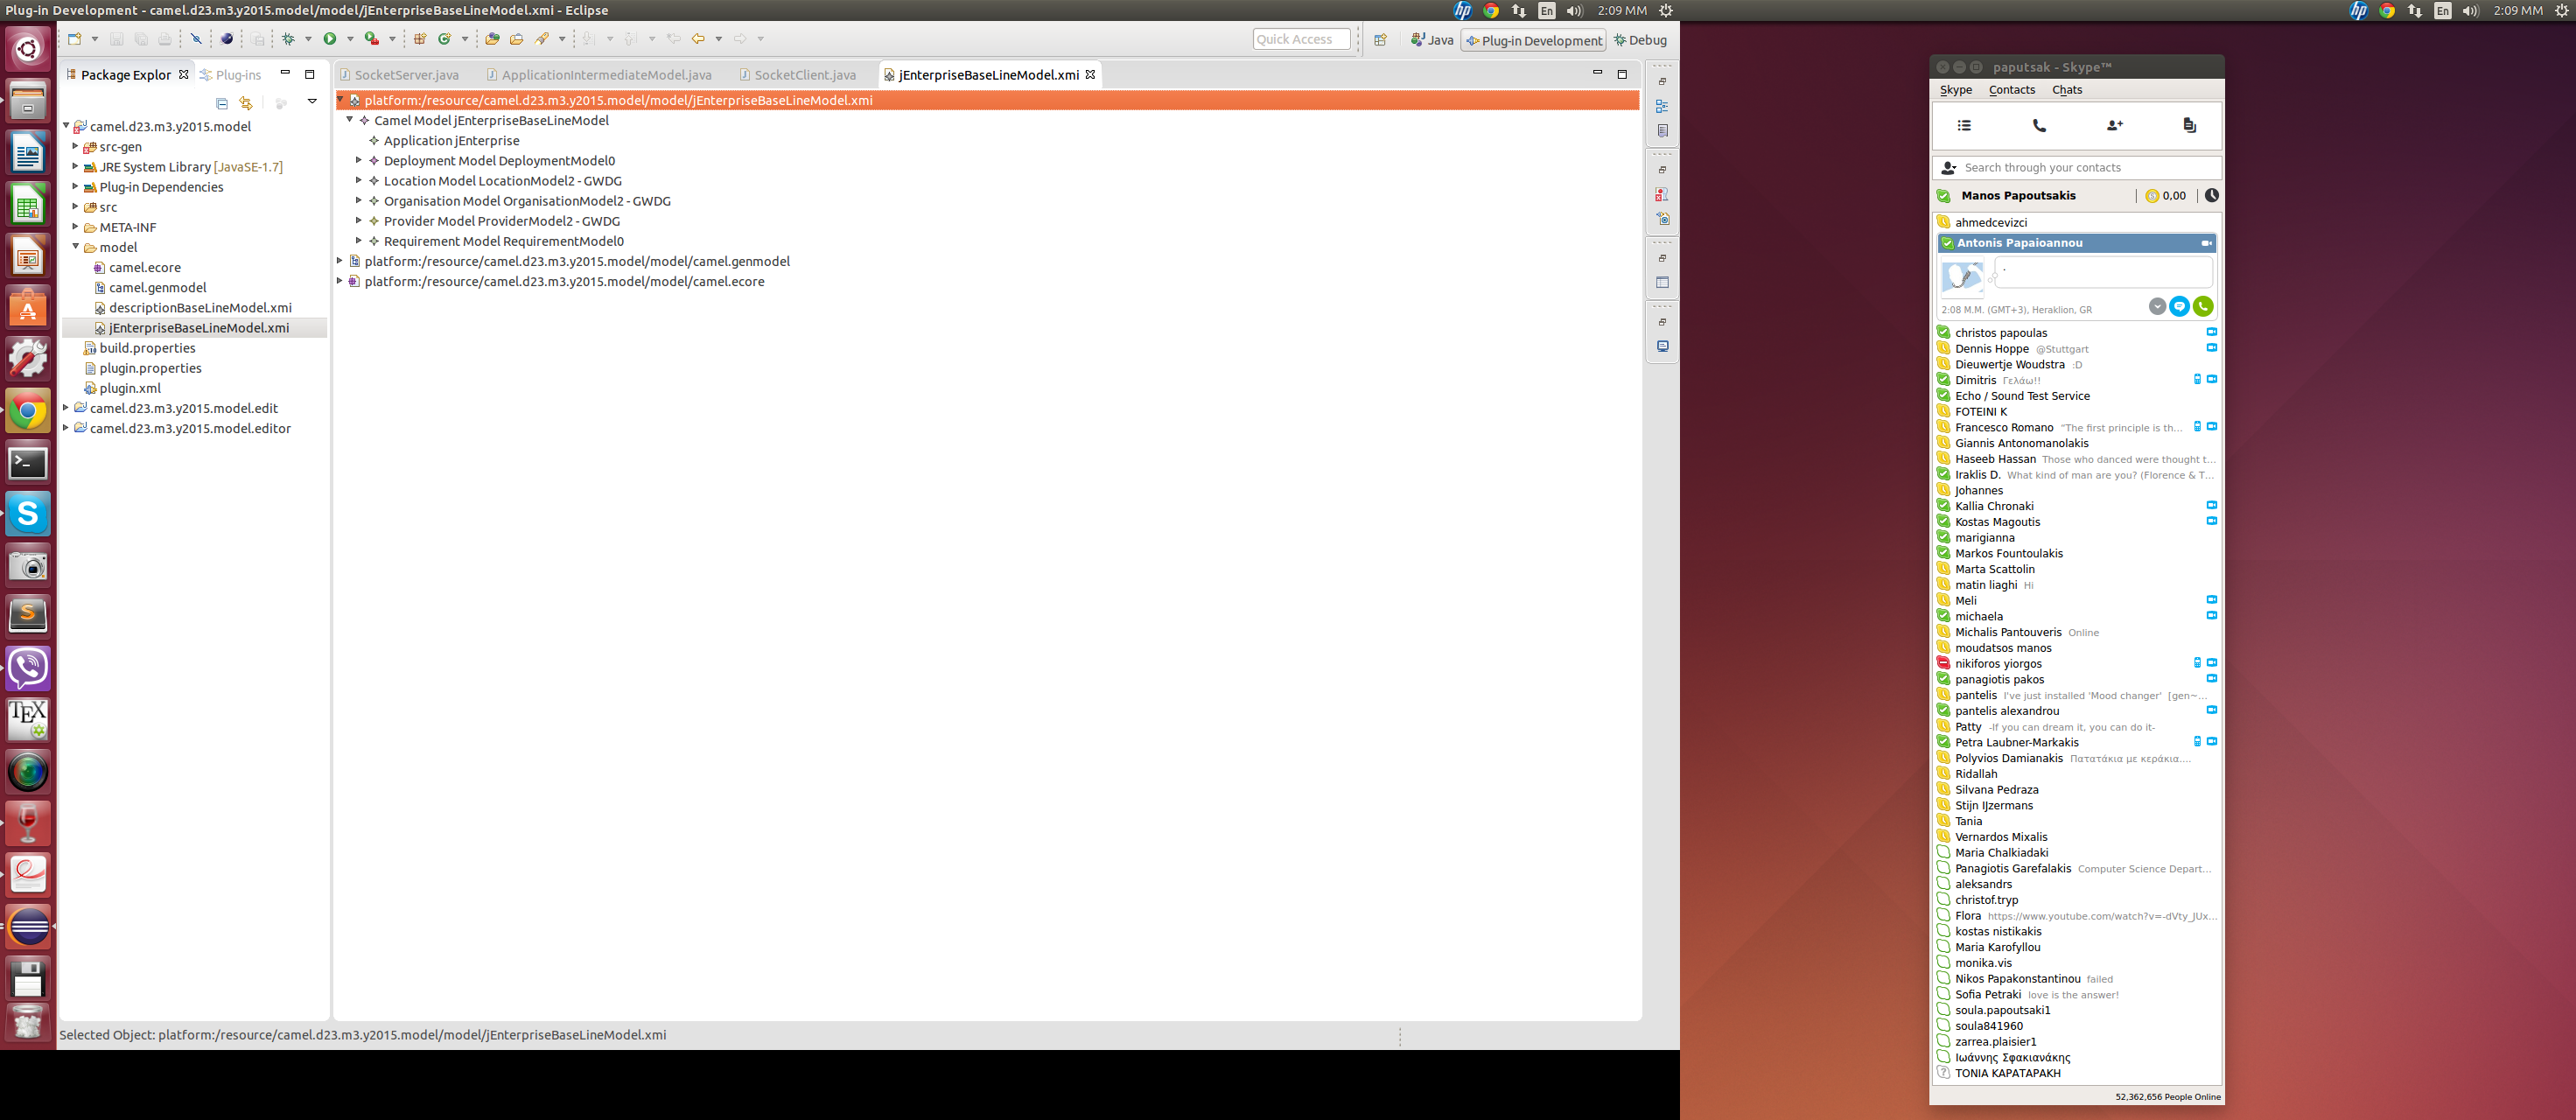 Plug-in Development - camel.d23.m3.y2015.model/model/jEnterpriseBaseLineModel.xmi - Eclipse
hp En 2:09 MM
Quick Access
Java
Plug-in Development
Debug
Package Explor
Plug-ins
camel.d23.m3.y2015.model
src-gen
JRE System Library [JavaSE-1.7]
Plug-in Dependencies
src
META-INF
model
camel.ecore
camel.genmodel
descriptionBaseLineModel.xmi
jEnterpriseBaseLineModel.xmi
build.properties
plugin.properties
plugin.xml
camel.d23.m3.y2015.model.edit
camel.d23.m3.y2015.model.editor
SocketServer.java
ApplicationIntermediateModel.java
SocketClient.java
jEnterpriseBaseLineModel.xmi
platform:/resource/camel.d23.m3.y2015.model/model/jEnterpriseBaseLineModel.xmi
Camel Model jEnterpriseBaseLineModel
Application jEnterprise
Deployment Model DeploymentModel0
Location Model LocationModel2 - GWDG
Organisation Model OrganisationModel2 - GWDG
Provider Model ProviderModel2 - GWDG
Requirement Model RequirementModel0
platform:/resource/camel.d23.m3.y2015.model/model/camel.genmodel
platform:/resource/camel.d23.m3.y2015.model/model/camel.ecore
Selected Object: platform:/resource/camel.d23.m3.y2015.model/model/jEnterpriseBaseLineModel.xmi
hp En 2:09 MM
paputsak - Skype™
Skype Contacts Chats
Search through your contacts
Manos Papoutsakis 0,00
ahmedcevizci
Antonis Papaioannou
.
2:08 M.M. (GMT+3), Heraklion, GR
christos papoulas
Dennis Hoppe @Stuttgart
Dieuwertje Woudstra :D
Dimitris Γελάω!!
Echo / Sound Test Service
FOTEINI K
Francesco Romano "The first principle is th...
Giannis Antonomanolakis
Haseeb Hassan Those who danced were thought t...
Iraklis D. What kind of man are you? (Florence & T...
Johannes
Kallia Chronaki
Kostas Magoutis
marigianna
Markos Fountoulakis
Marta Scattolin
matin liaghi Hi
Meli
michaela
Michalis Pantouveris Online
moudatsos manos
nikiforos yiorgos
panagiotis pakos
pantelis I've just installed 'Mood changer' [gen~...
pantelis alexandrou
Patty -If you can dream it, you can do it-
Petra Laubner-Markakis
Polyvios Damianakis Πατατάκια με κεράκια....
Ridallah
Silvana Pedraza
Stijn IJzermans
Tania
Vernardos Mixalis
Maria Chalkiadaki
Panagiotis Garefalakis Computer Science Depart...
aleksandrs
christof.tryp
Flora https://www.youtube.com/watch?v=-dVty_JUx...
kostas nistikakis
Maria Karofyllou
monika.vis
Nikos Papakonstantinou failed
Sofia Petraki love is the answer!
soula.papoutsaki1
soula841960
zarrea.plaisier1
Ιωάννης Σφακιανάκης
ΤΟΝΙΑ ΚΑΡΑΤΑΡΑΚΗ
52,362,656 People Online